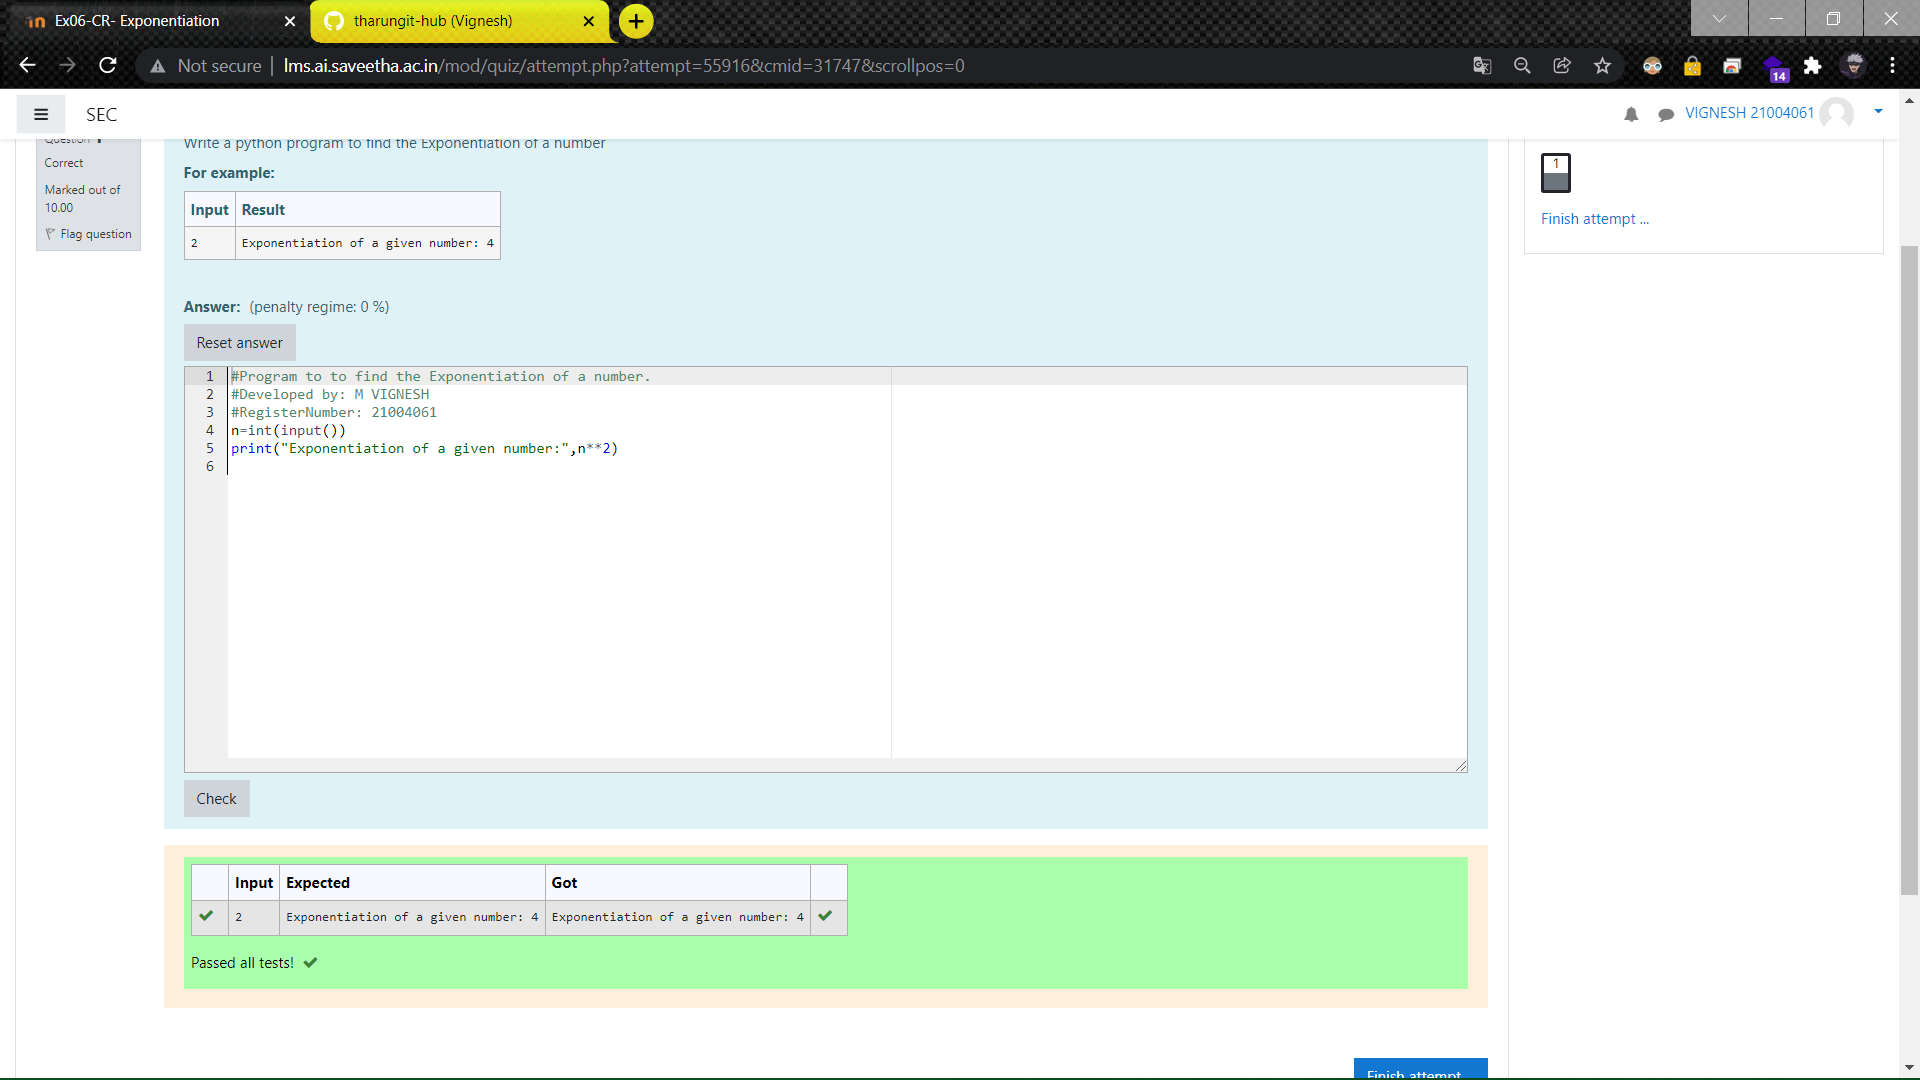 Ex06-CR- Exponentiation
tharungit-hub (Vignesh)
Not secure
lms.ai.saveetha.ac.in/mod/quiz/attempt.php?attempt=55916&cmid=31747&scrollpos=0
14
SEC
VIGNESH 21004061
Question 1
Correct
Marked out of
10.00
Flag question
Write a python program to find the Exponentiation of a number
For example:
Input Result
2 Exponentiation of a given number: 4
Answer: (penalty regime: 0 %)
Reset answer
1 #Program to to find the Exponentiation of a number.
2 #Developed by: M VIGNESH
3 #RegisterNumber: 21004061
4 n=int(input())
5 print("Exponentiation of a given number:",n**2)
6
Check
Input Expected Got
2 Exponentiation of a given number: 4 Exponentiation of a given number: 4
Passed all tests!
1
Finish attempt ...
Finish attempt